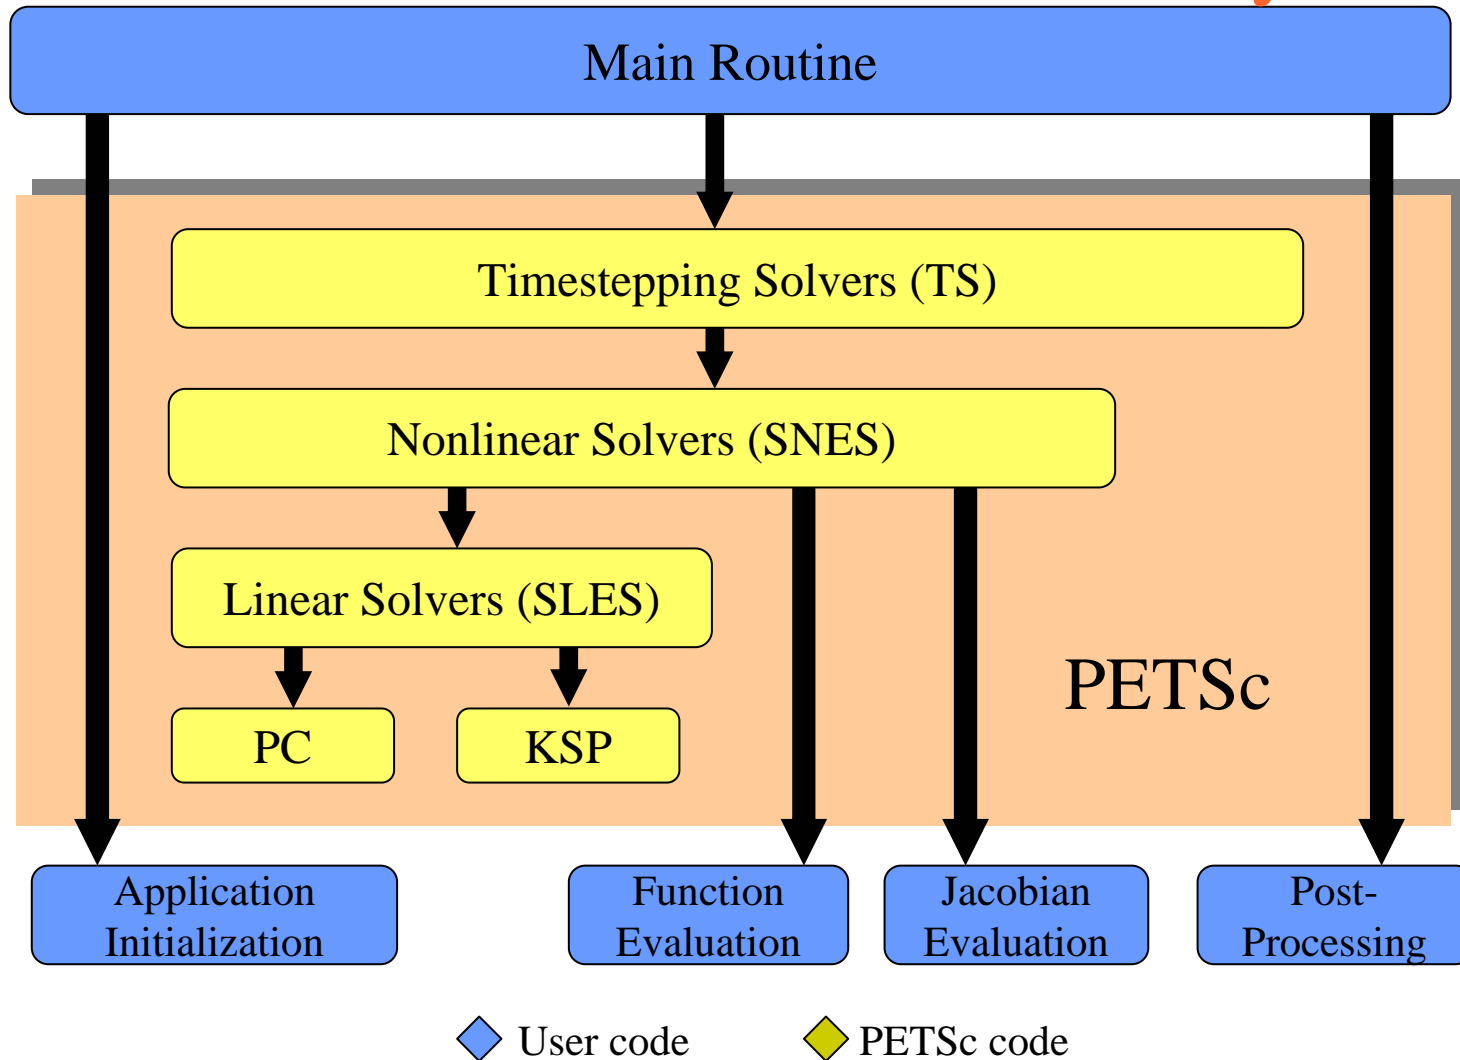 Main Routine
Timestepping Solvers (TS)
Nonlinear Solvers (SNES)
Linear Solvers (SLES)
PETSc
PC
KSP
Application
Initialization
Function
Evaluation
Jacobian
Evaluation
Post-
Processing
User code
PETSc code